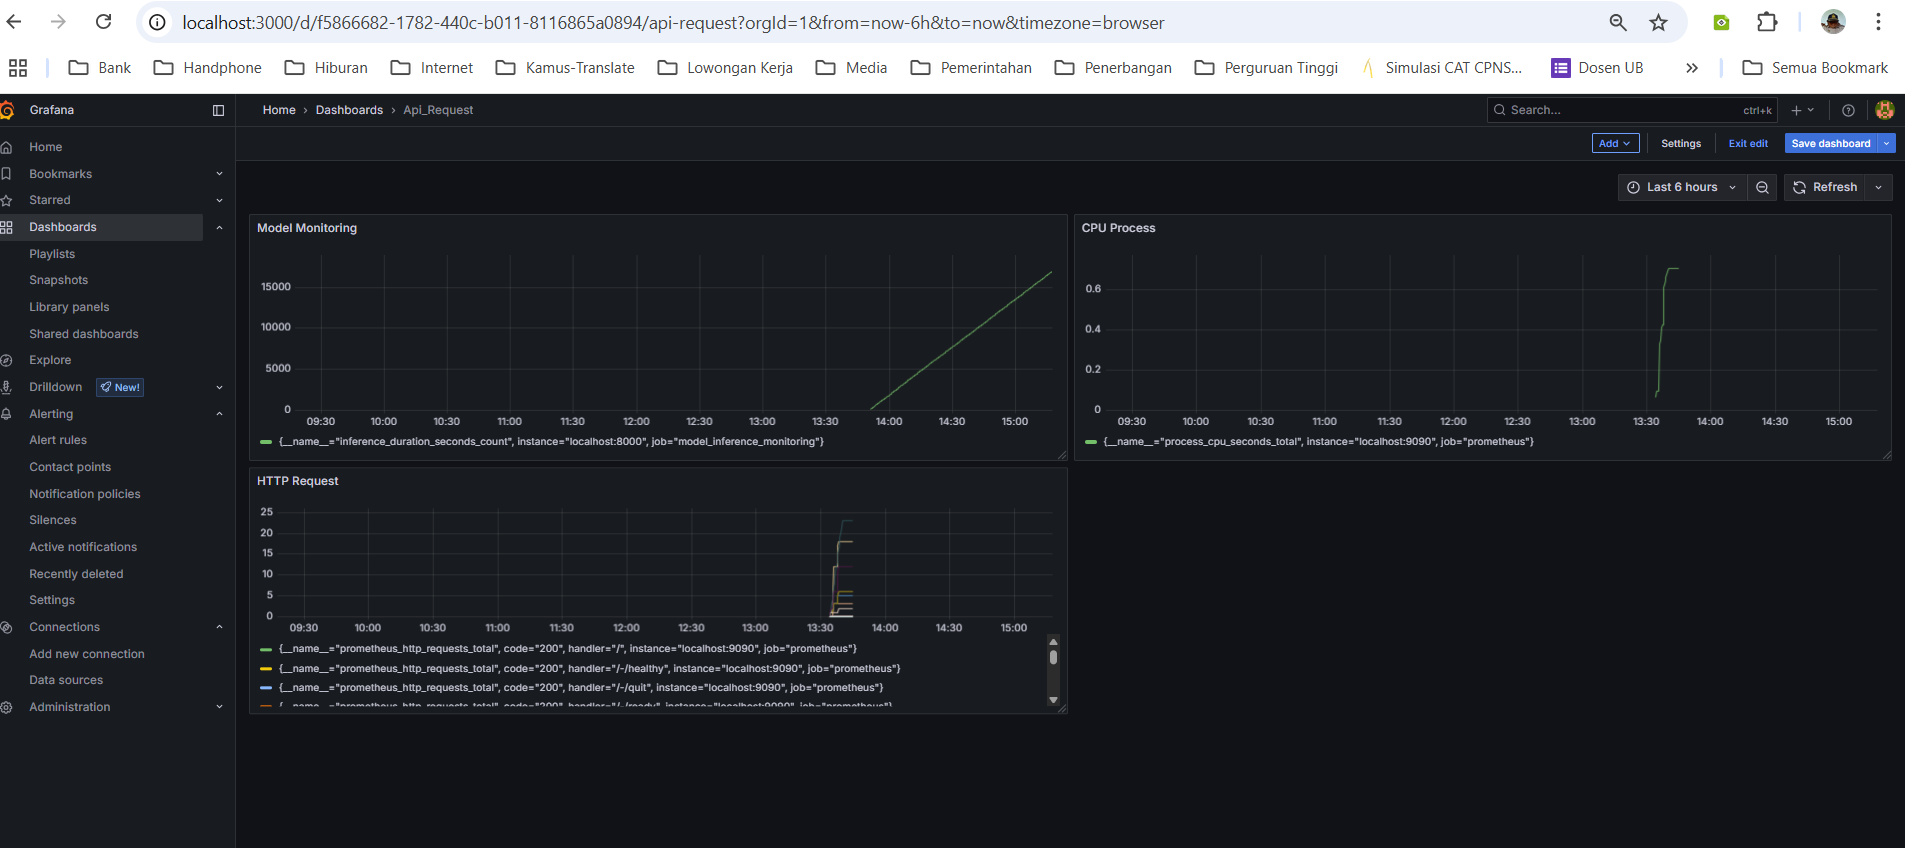 localhost:3000/d/f5866682-1782-440c-b011-8116865a0894/api-request?orgId=1&from=now-6h&to=now&timezone=browser
Bank Handphone Hiburan Internet Kamus-Translate Lowongan Kerja Media Pemerintahan Penerbangan Perguruan Tinggi Simulasi CAT CPNS... Dosen UB » Semua Bookmark
Grafana
Home › Dashboards › Api_Request
Search... ctrl+k
Add Settings Exit edit Save dashboard
Last 6 hours Refresh
Home
Bookmarks
Starred
Dashboards
Playlists
Snapshots
Library panels
Shared dashboards
Explore
Drilldown New!
Alerting
Alert rules
Contact points
Notification policies
Silences
Active notifications
Recently deleted
Settings
Connections
Add new connection
Data sources
Administration
Model Monitoring
15000
10000
5000
0
09:30 10:00 10:30 11:00 11:30 12:00 12:30 13:00 13:30 14:00 14:30 15:00
{__name__="inference_duration_seconds_count", instance="localhost:8000", job="model_inference_monitoring"}
CPU Process
0.6
0.4
0.2
0
09:30 10:00 10:30 11:00 11:30 12:00 12:30 13:00 13:30 14:00 14:30 15:00
{__name__="process_cpu_seconds_total", instance="localhost:9090", job="prometheus"}
HTTP Request
25
20
15
10
5
0
09:30 10:00 10:30 11:00 11:30 12:00 12:30 13:00 13:30 14:00 14:30 15:00
{__name__="prometheus_http_requests_total", code="200", handler="/", instance="localhost:9090", job="prometheus"}
{__name__="prometheus_http_requests_total", code="200", handler="/-/healthy", instance="localhost:9090", job="prometheus"}
{__name__="prometheus_http_requests_total", code="200", handler="/-/quit", instance="localhost:9090", job="prometheus"}
{__name__="prometheus_http_requests_total", code="200", handler="/-/ready", instance="localhost:9090", job="prometheus"}